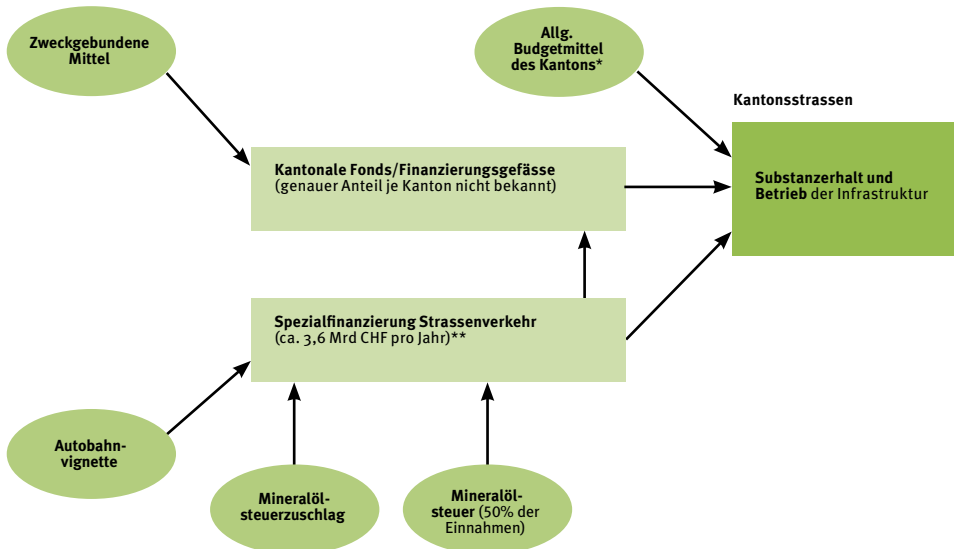 Zweckgebundene
Mittel
Allg.
Budgetmittel
des Kantons*
Kantonsstrassen
Kantonale Fonds/Finanzierungsgefässe
(genauer Anteil je Kanton nicht bekannt)
Substanzerhalt und
Betrieb der Infrastruktur
Spezialfinanzierung Strassenverkehr
(ca. 3,6 Mrd CHF pro Jahr)**
Autobahn-
vignette
Mineralöl-
steuerzuschlag
Mineralöl-
steuer (50% der
Einnahmen)